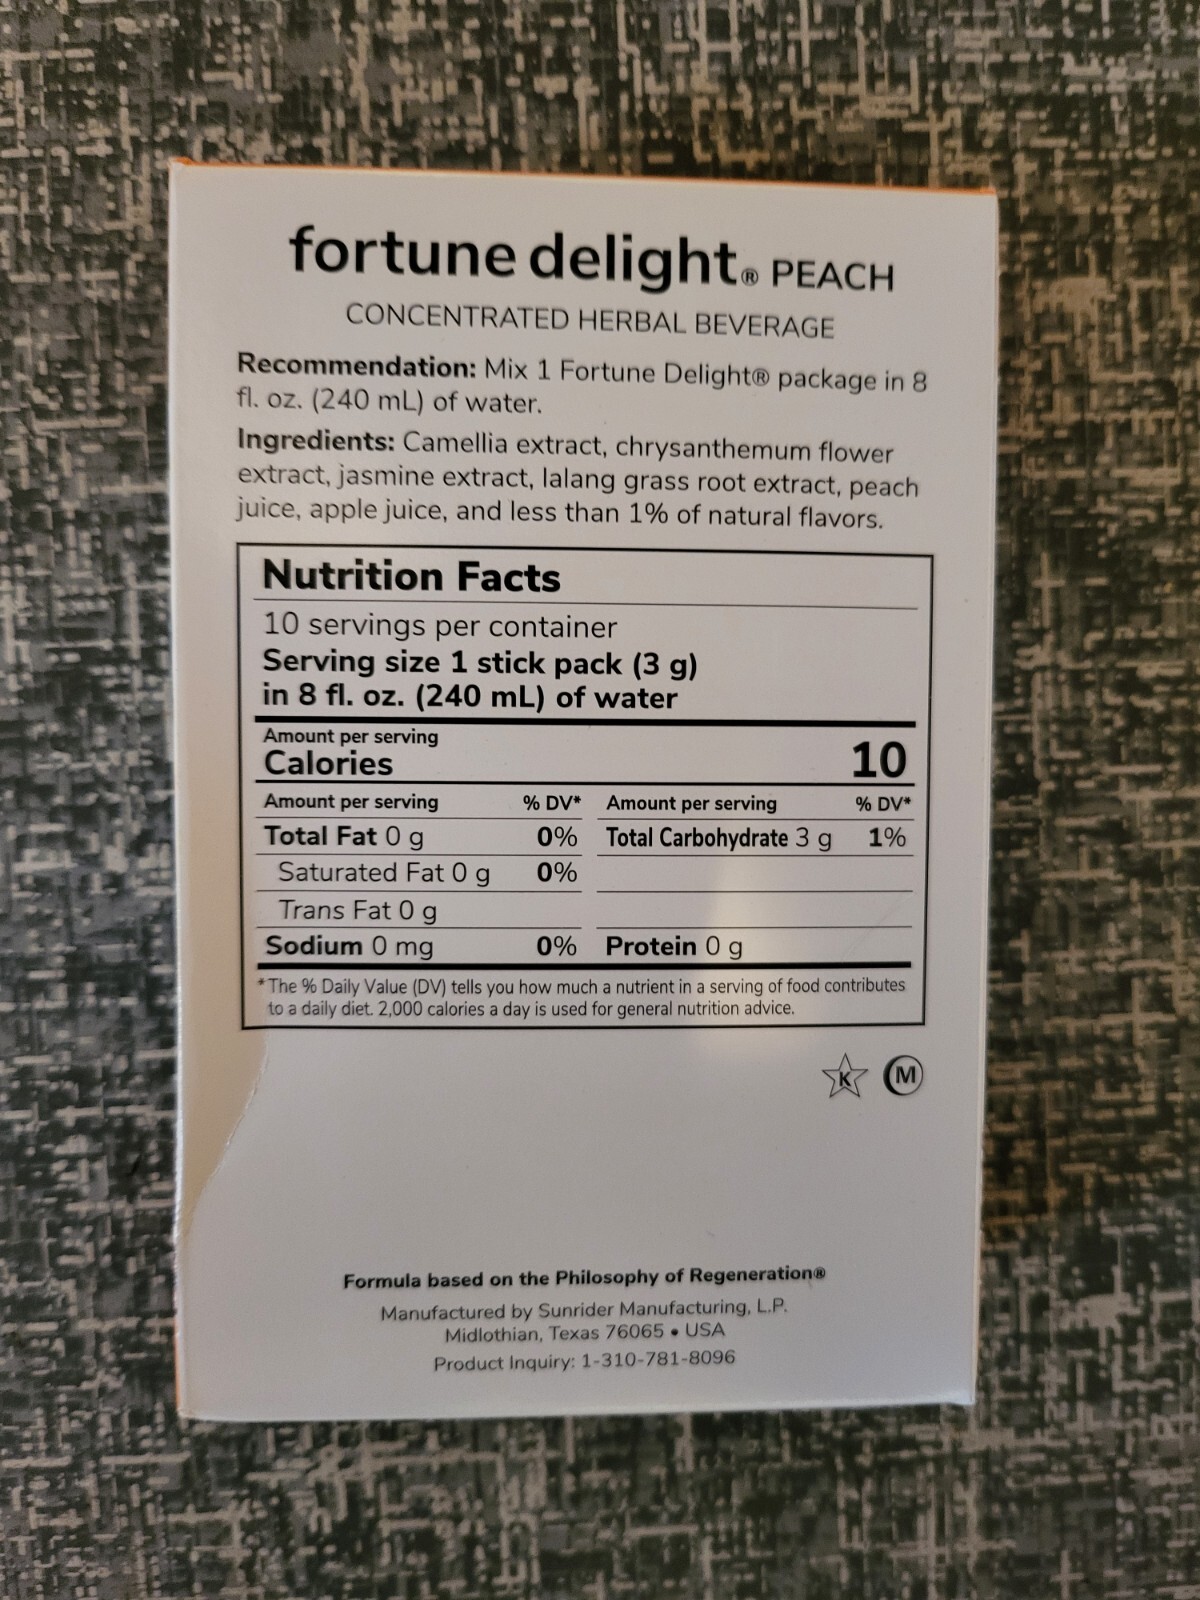 fortune delight® PEACH
CONCENTRATED HERBAL BEVERAGE
Recommendation: Mix 1 Fortune Delight® package in 8
fl. oz. (240 mL) of water.
Ingredients: Camellia extract, chrysanthemum flower
extract, jasmine extract, lalang grass root extract, peach
juice, apple juice, and less than 1% of natural flavors.
Nutrition Facts
10 servings per container
Serving size 1 stick pack (3 g)
in 8 fl. oz. (240 mL) of water
Amount per serving
Calories 10
Amount per serving % DV* Amount per serving % DV*
Total Fat 0 g 0% Total Carbohydrate 3 g 1%
Saturated Fat 0 g 0%
Trans Fat 0 g
Sodium 0 mg 0% Protein 0 g
*The % Daily Value (DV) tells you how much a nutrient in a serving of food contributes
to a daily diet. 2,000 calories a day is used for general nutrition advice.
K M
Formula based on the Philosophy of Regeneration®
Manufactured by Sunrider Manufacturing, L.P.
Midlothian, Texas 76065 • USA
Product Inquiry: 1-310-781-8096